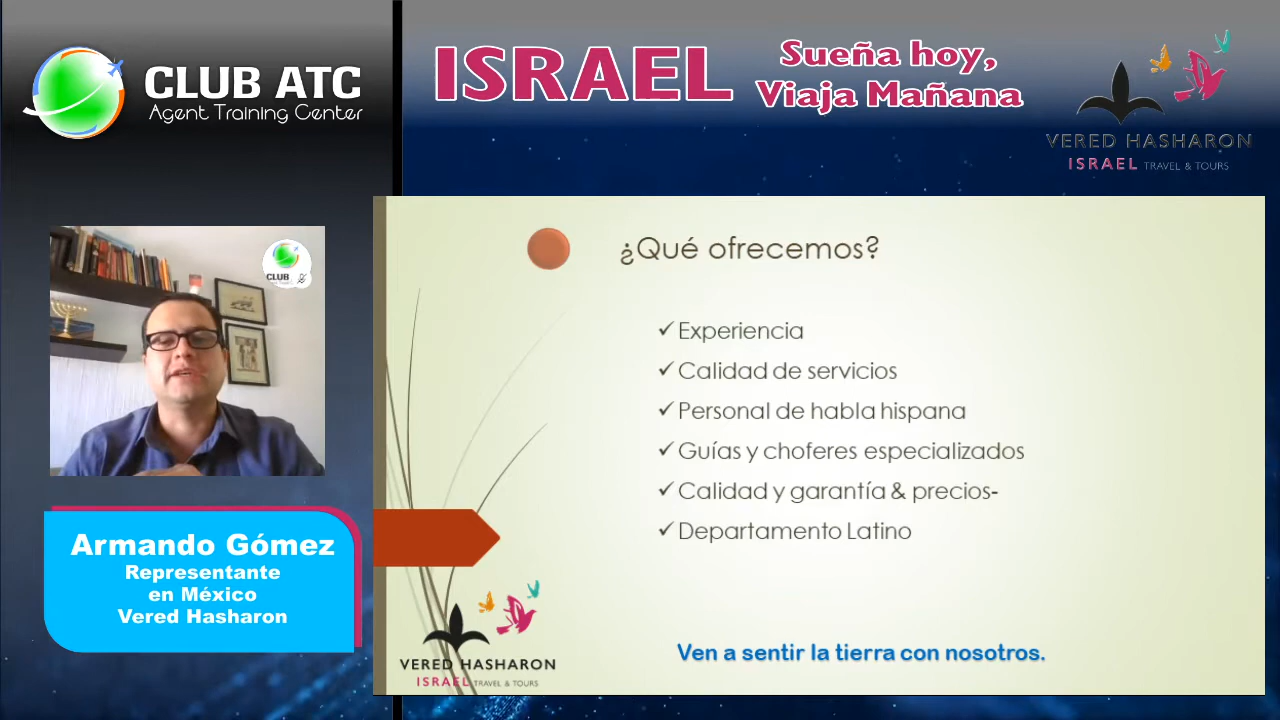 CLUB ATC
Agent Training Center
ISRAEL
Sueña hoy,
Viaja Mañana
VERED HASHARON
ISRAEL TRAVEL & TOURS
CLUB
¿Qué ofrecemos?
✓ Experiencia
✓ Calidad de servicios
✓ Personal de habla hispana
✓ Guías y choferes especializados
✓ Calidad y garantía & precios-
✓ Departamento Latino
Armando Gómez
Representante
en México
Vered Hasharon
VERED HASHARON
ISRAEL TRAVEL & TOURS
Ven a sentir la tierra con nosotros.